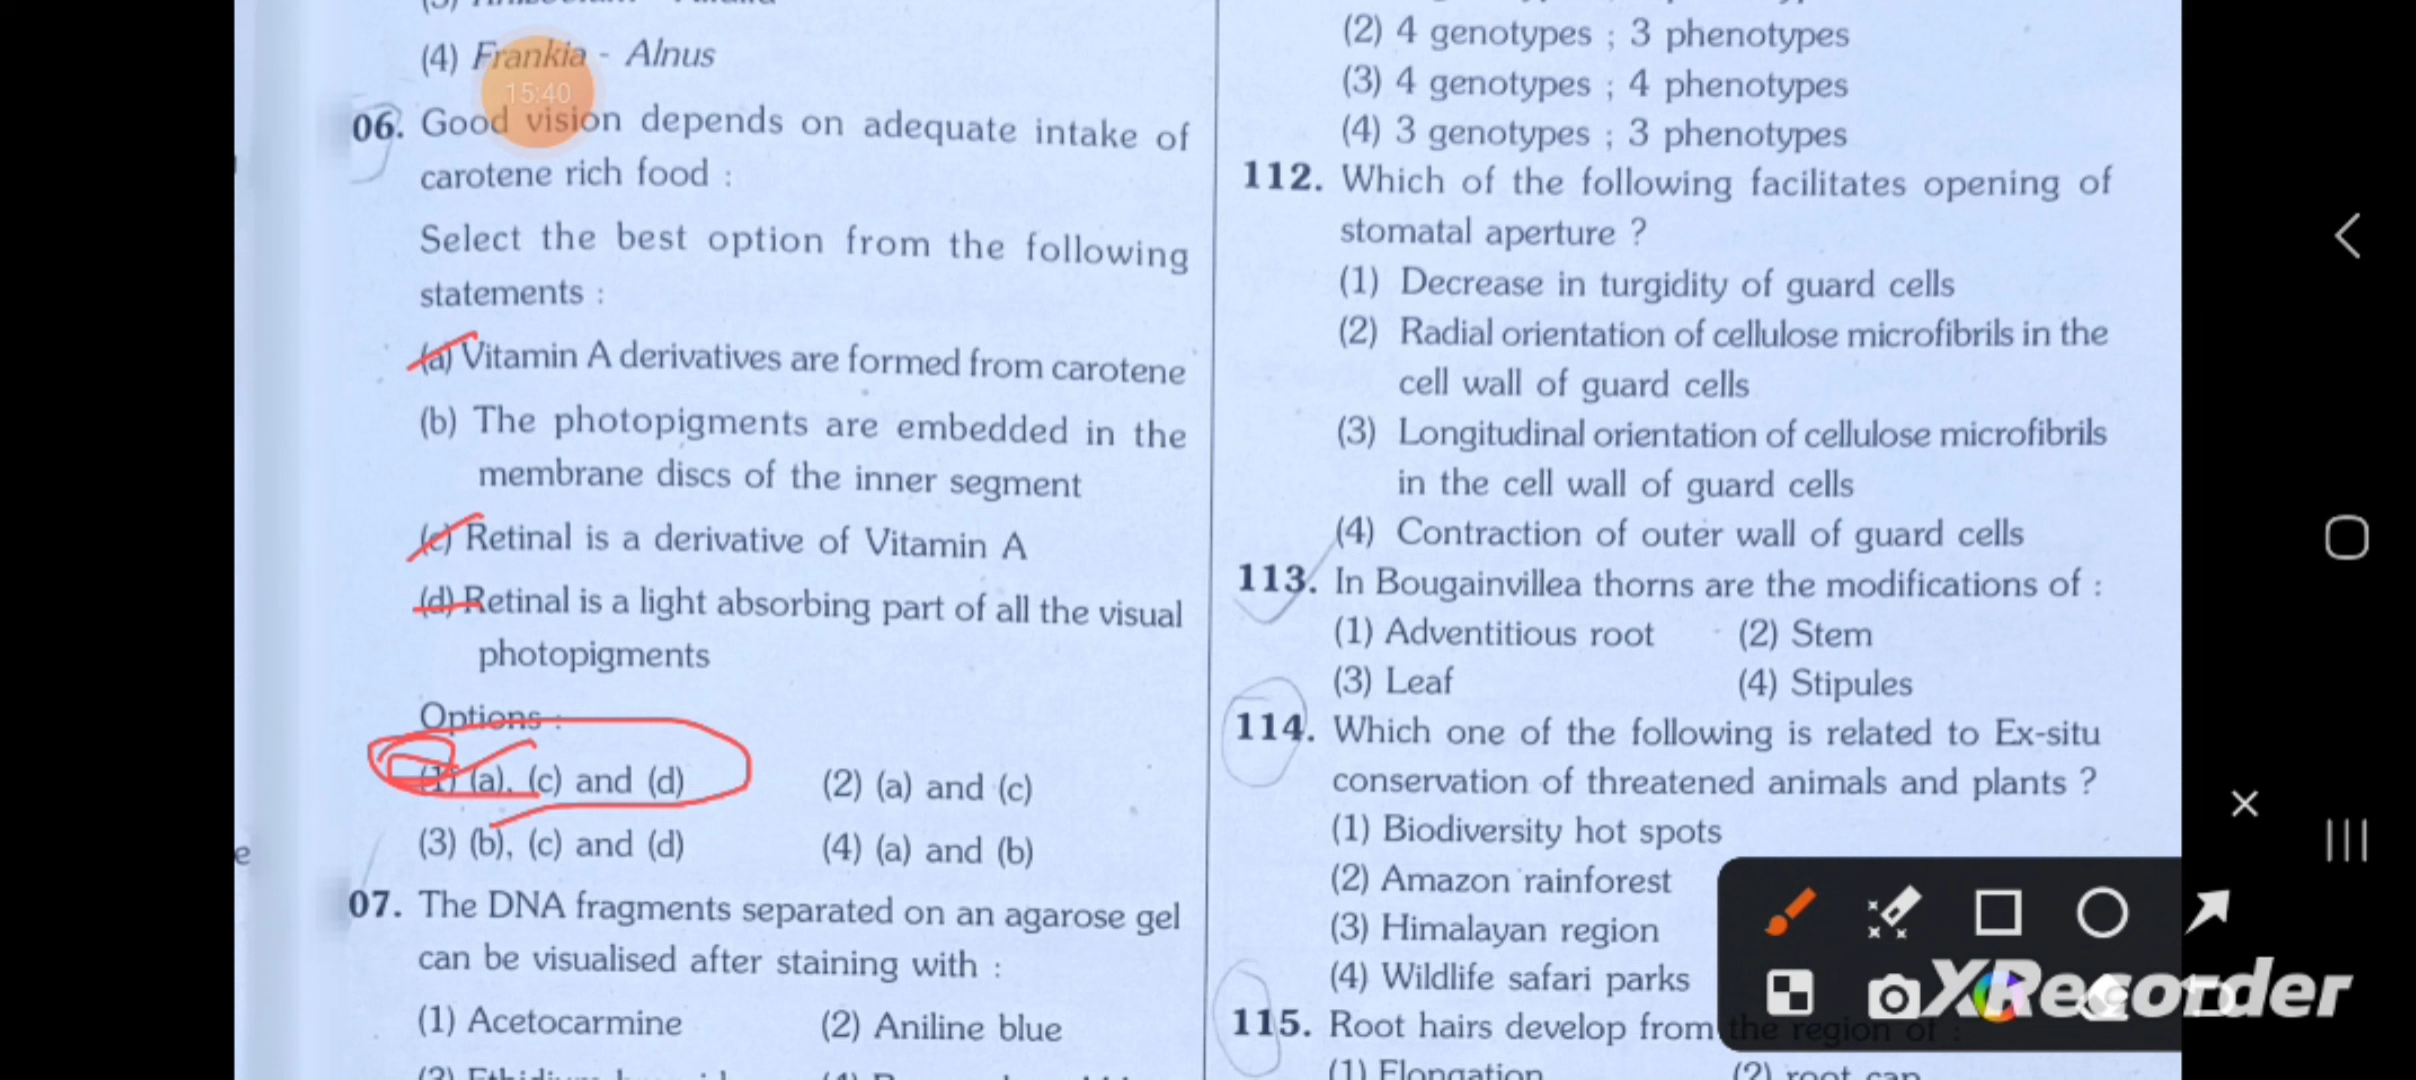 (4) Frankia - Alnus
15:40
06. Good vision depends on adequate intake of
carotene rich food :
Select the best option from the following
statements :
(a) Vitamin A derivatives are formed from carotene
(b) The photopigments are embedded in the
membrane discs of the inner segment
(c) Retinal is a derivative of Vitamin A
(d) Retinal is a light absorbing part of all the visual
photopigments
Options :
(1) (a), (c) and (d) (2) (a) and (c)
(3) (b), (c) and (d) (4) (a) and (b)
e
07. The DNA fragments separated on an agarose gel
can be visualised after staining with :
(1) Acetocarmine (2) Aniline blue
(2) 4 genotypes ; 3 phenotypes
(3) 4 genotypes ; 4 phenotypes
(4) 3 genotypes ; 3 phenotypes
112. Which of the following facilitates opening of
stomatal aperture ?
(1) Decrease in turgidity of guard cells
(2) Radial orientation of cellulose microfibrils in the
cell wall of guard cells
(3) Longitudinal orientation of cellulose microfibrils
in the cell wall of guard cells
(4) Contraction of outer wall of guard cells
113. In Bougainvillea thorns are the modifications of :
(1) Adventitious root (2) Stem
(3) Leaf (4) Stipules
114. Which one of the following is related to Ex-situ
conservation of threatened animals and plants ?
(1) Biodiversity hot spots
(2) Amazon rainforest
(3) Himalayan region
(4) Wildlife safari parks
115. Root hairs develop from the region of :
(1) Elongation (2) root cap
XRecorder